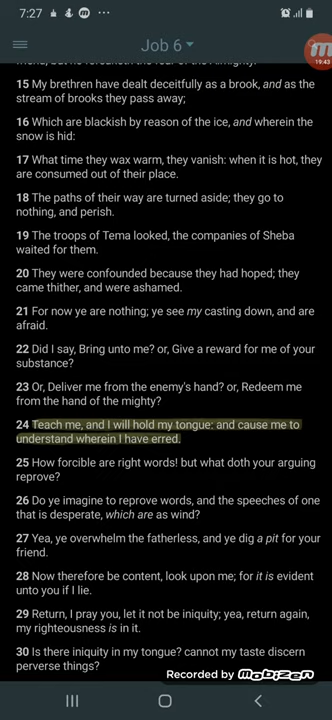 7:27
Job 6
19:43
friend; but he forsaketh the fear of the Almighty.
15 My brethren have dealt deceitfully as a brook, and as the
stream of brooks they pass away;
16 Which are blackish by reason of the ice, and wherein the
snow is hid:
17 What time they wax warm, they vanish: when it is hot, they
are consumed out of their place.
18 The paths of their way are turned aside; they go to
nothing, and perish.
19 The troops of Tema looked, the companies of Sheba
waited for them.
20 They were confounded because they had hoped; they
came thither, and were ashamed.
21 For now ye are nothing; ye see my casting down, and are
afraid.
22 Did I say, Bring unto me? or, Give a reward for me of your
substance?
23 Or, Deliver me from the enemy's hand? or, Redeem me
from the hand of the mighty?
24 Teach me, and I will hold my tongue: and cause me to
understand wherein I have erred.
25 How forcible are right words! but what doth your arguing
reprove?
26 Do ye imagine to reprove words, and the speeches of one
that is desperate, which are as wind?
27 Yea, ye overwhelm the fatherless, and ye dig a pit for your
friend.
28 Now therefore be content, look upon me; for it is evident
unto you if I lie.
29 Return, I pray you, let it not be iniquity; yea, return again,
my righteousness is in it.
30 Is there iniquity in my tongue? cannot my taste discern
perverse things?
Recorded by mobizen